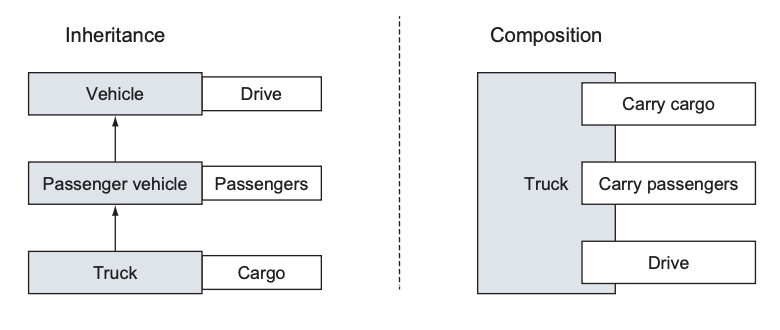 Inheritance
Vehicle
Drive
Passenger vehicle
Passengers
Truck
Cargo
Composition
Carry cargo
Truck
Carry passengers
Drive